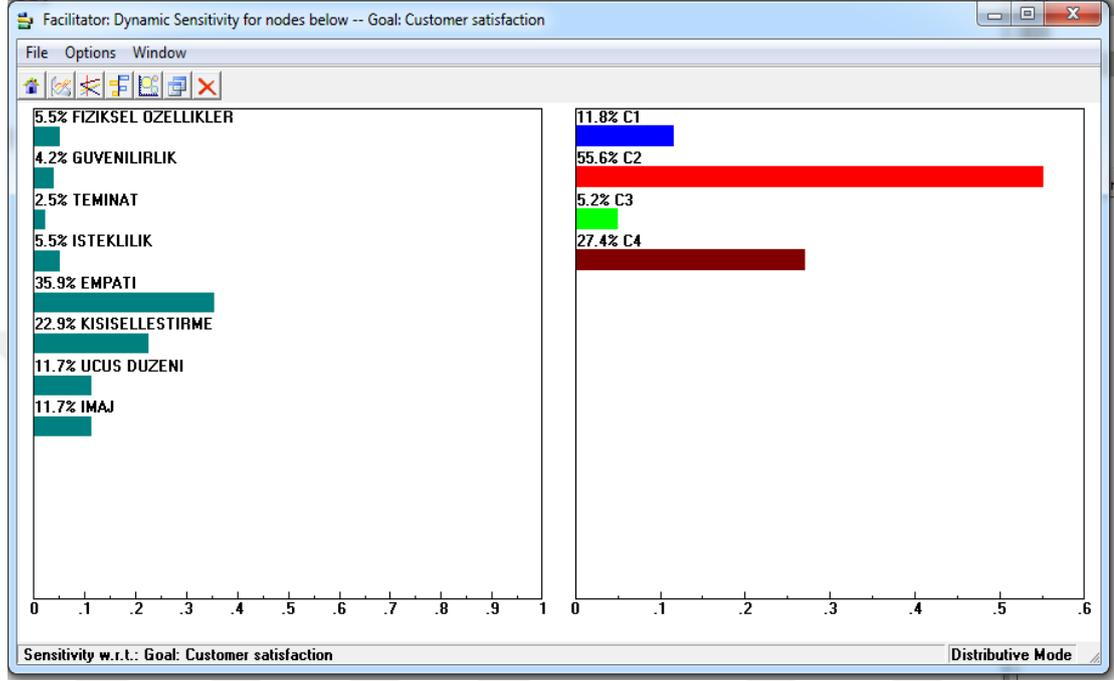 Facilitator: Dynamic Sensitivity for nodes below -- Goal: Customer satisfaction
File Options Window
5.5% FIZIKSEL OZELLIKLER
4.2% GUVENILIRLIK
2.5% TEMINAT
5.5% ISTEKLILIK
35.9% EMPATI
22.9% KISISELLESTIRME
11.7% UCUS DUZENI
11.7% IMAJ
0 .1 .2 .3 .4 .5 .6 .7 .8 .9 1
11.8% C1
55.6% C2
5.2% C3
27.4% C4
0 .1 .2 .3 .4 .5 .6
Sensitivity w.r.t.: Goal: Customer satisfaction
Distributive Mode